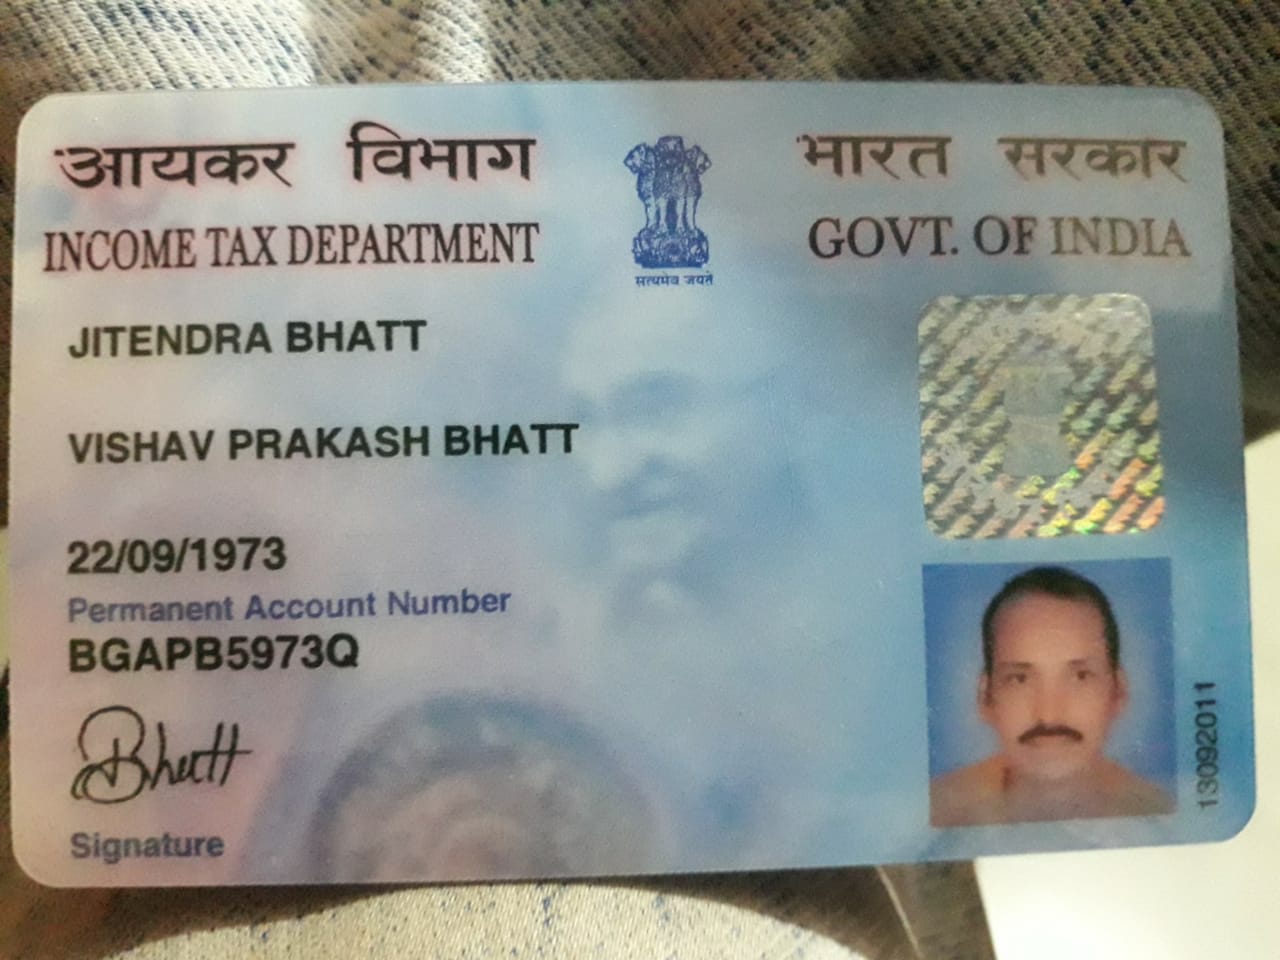 आयकर विभाग
INCOME TAX DEPARTMENT
भारत सरकार
GOVT. OF INDIA
सत्यमेव जयते
JITENDRA BHATT
VISHAV PRAKASH BHATT
22/09/1973
Permanent Account Number
BGAPB5973Q
Bhatt
Signature
13092011